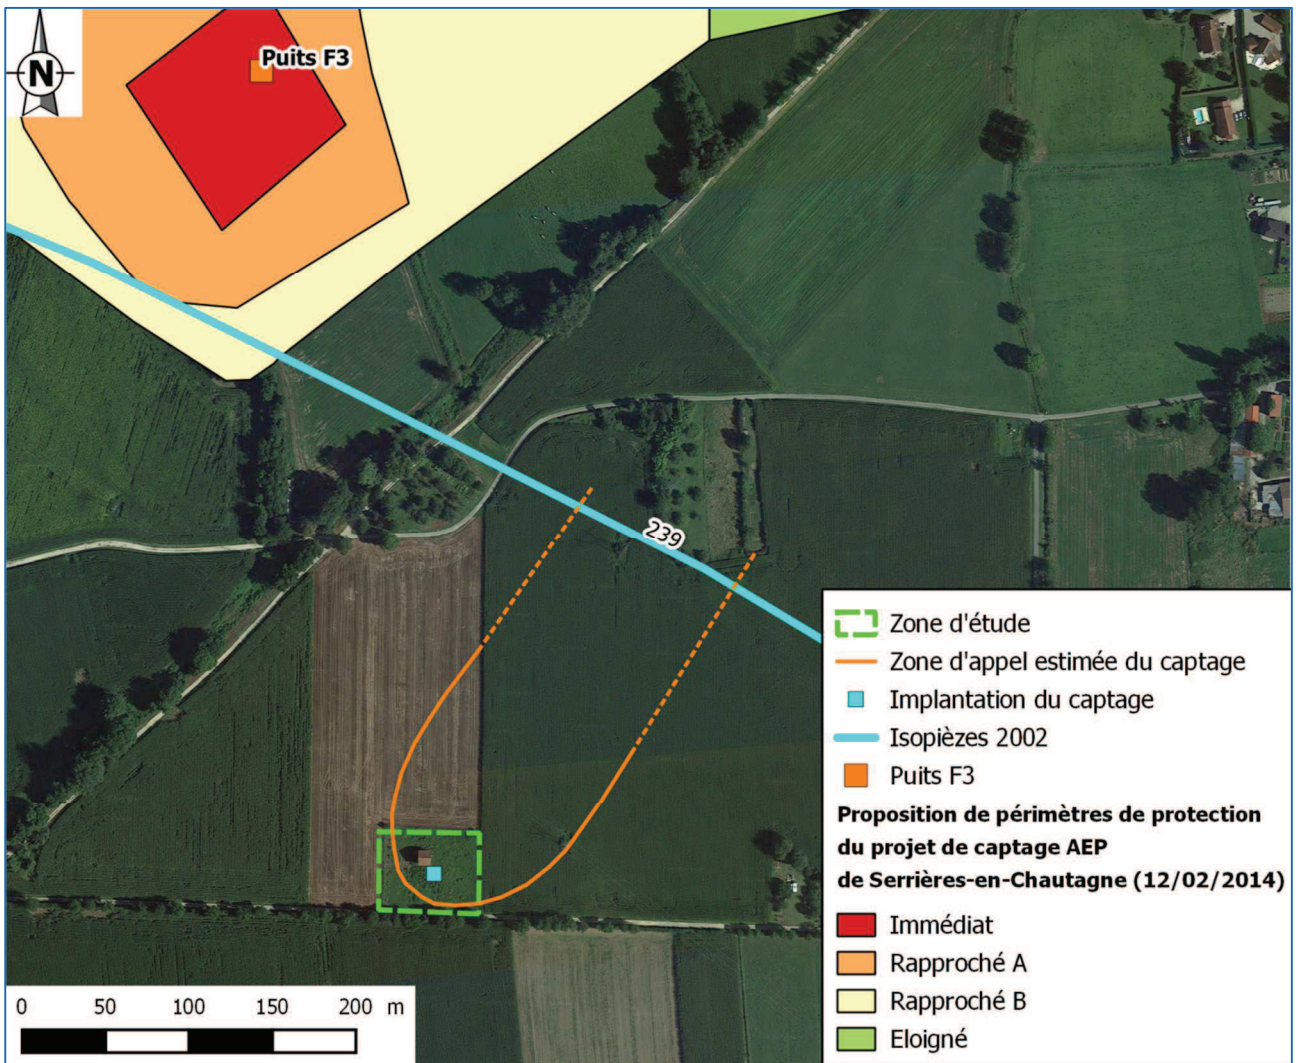 N
Puits F3
239
Zone d'étude
Zone d'appel estimée du captage
Implantation du captage
Isopièzes 2002
Puits F3
Proposition de périmètres de protection
du projet de captage AEP
de Serrières-en-Chautagne (12/02/2014)
Immédiat
Rapproché A
Rapproché B
Eloigné
0 50 100 150 200 m